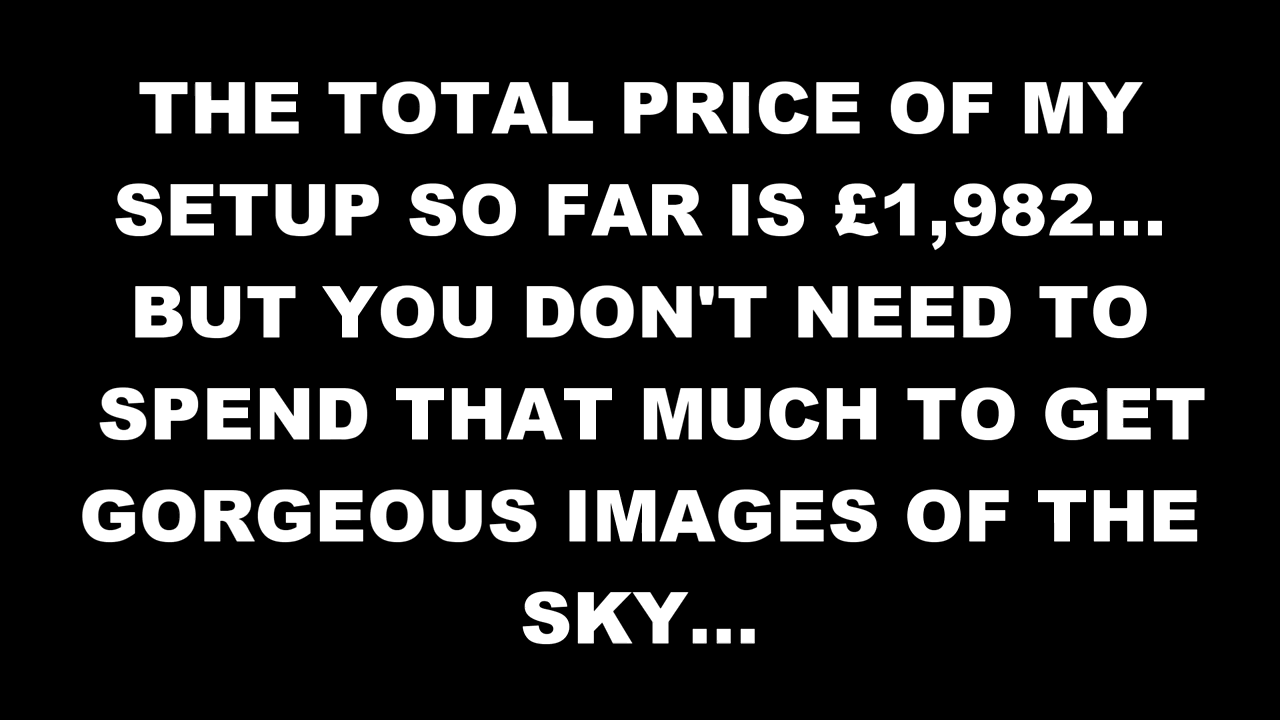 THE TOTAL PRICE OF MY
SETUP SO FAR IS £1,982...
BUT YOU DON'T NEED TO
SPEND THAT MUCH TO GET
GORGEOUS IMAGES OF THE
SKY...